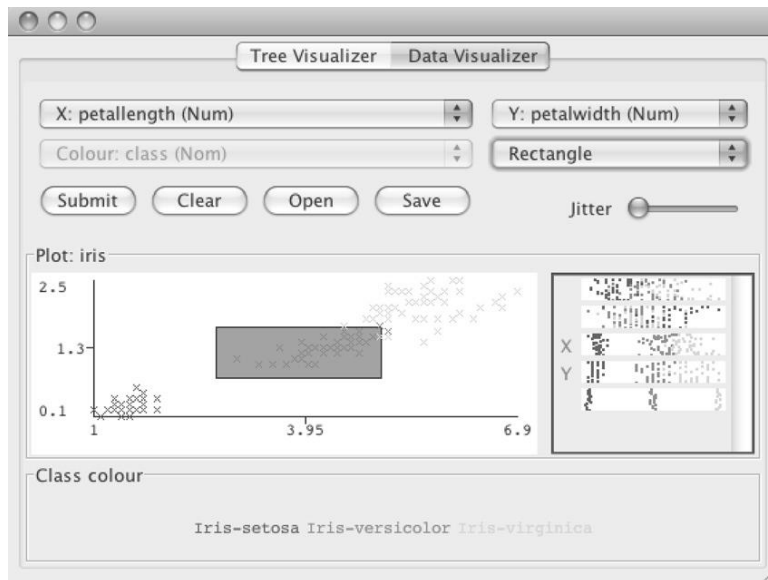 Tree Visualizer Data Visualizer
X: petallength (Num) Y: petalwidth (Num)
Colour: class (Nom) Rectangle
Submit Clear Open Save Jitter
Plot: iris
2.5
1.3
0.1
1 3.95 6.9
X
Y
Class colour
Iris-setosa Iris-versicolor Iris-virginica